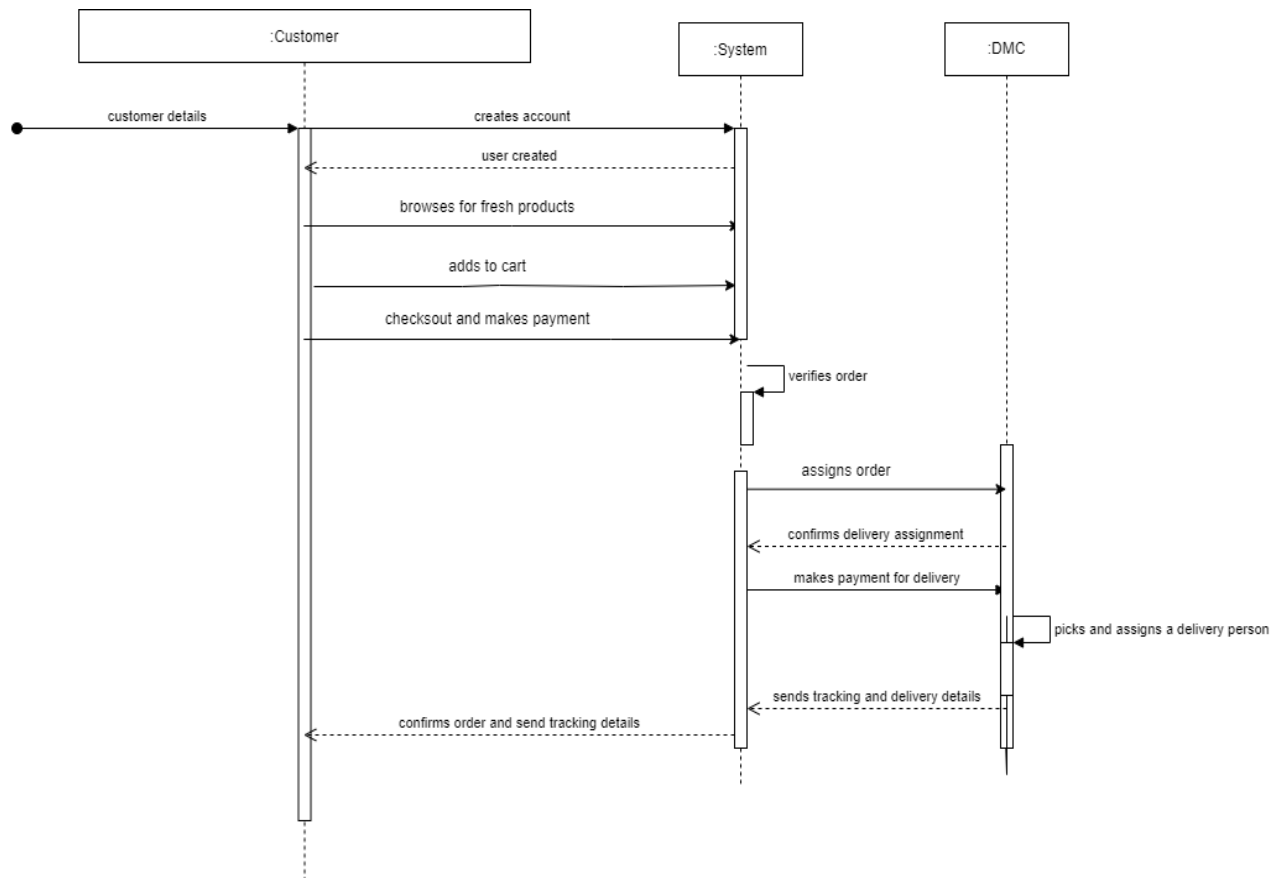 :Customer
:System
:DMC
customer details
creates account
user created
browses for fresh products
adds to cart
checksout and makes payment
verifies order
assigns order
confirms delivery assignment
makes payment for delivery
picks and assigns a delivery person
sends tracking and delivery details
confirms order and send tracking details